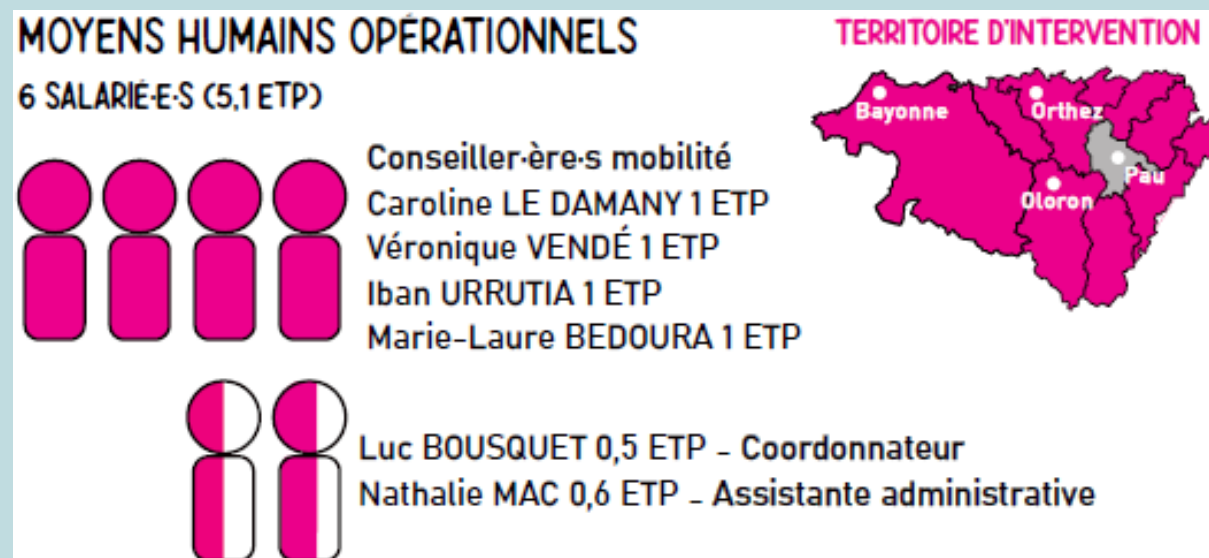 MOYENS HUMAINS OPÉRATIONNELS
6 SALARIÉ·E·S (5,1 ETP)
Conseiller·ère·s mobilité
Caroline LE DAMANY 1 ETP
Véronique VENDÉ 1 ETP
Iban URRUTIA 1 ETP
Marie-Laure BEDOURA 1 ETP
Luc BOUSQUET 0,5 ETP - Coordonnateur
Nathalie MAC 0,6 ETP - Assistante administrative
TERRITOIRE D'INTERVENTION
Bayonne
Orthez
Pau
Oloron